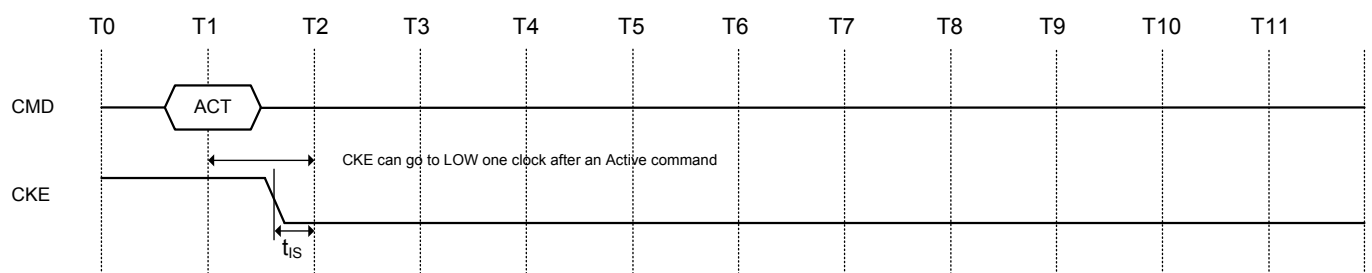 T0 T1 T2 T3 T4 T5 T6 T7 T8 T9 T10 T11
CMD ACT
CKE can go to LOW one clock after an Active command
CKE
tIS